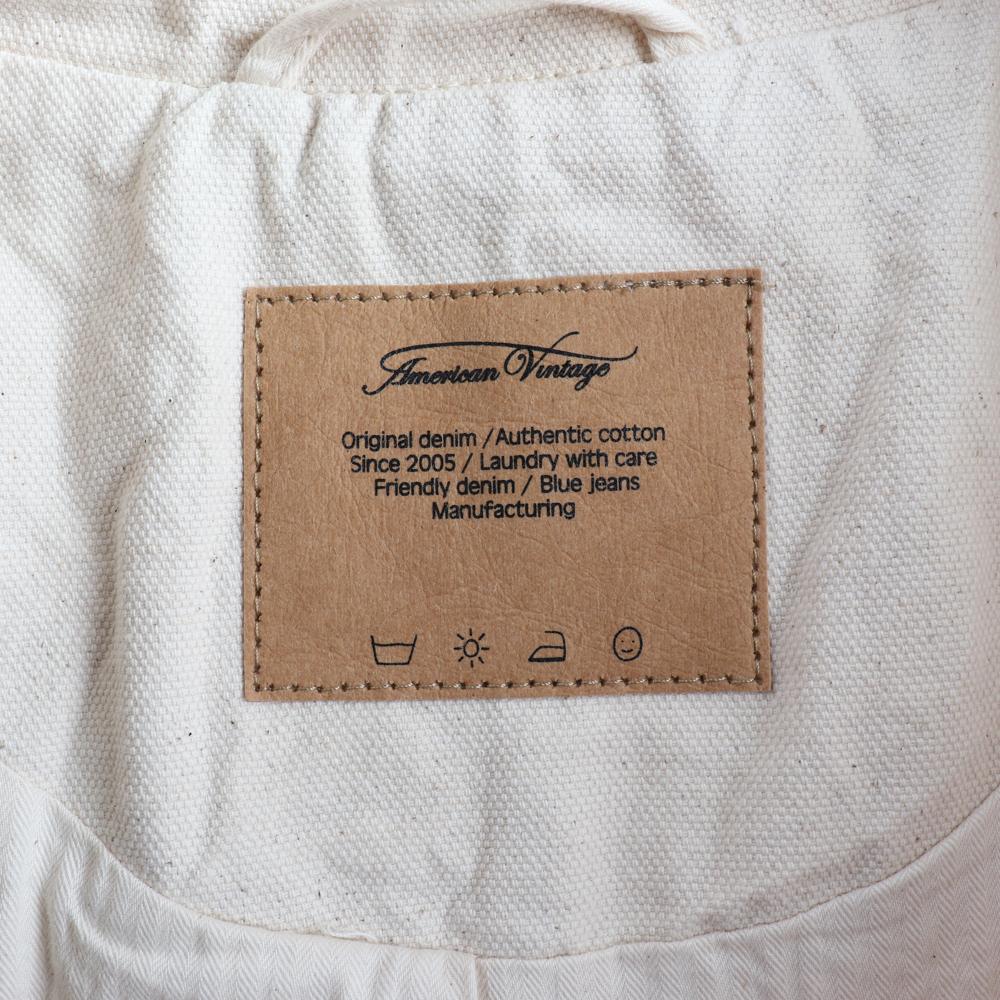 American Vintage
Original denim / Authentic cotton
Since 2005 / Laundry with care
Friendly denim / Blue jeans
Manufacturing